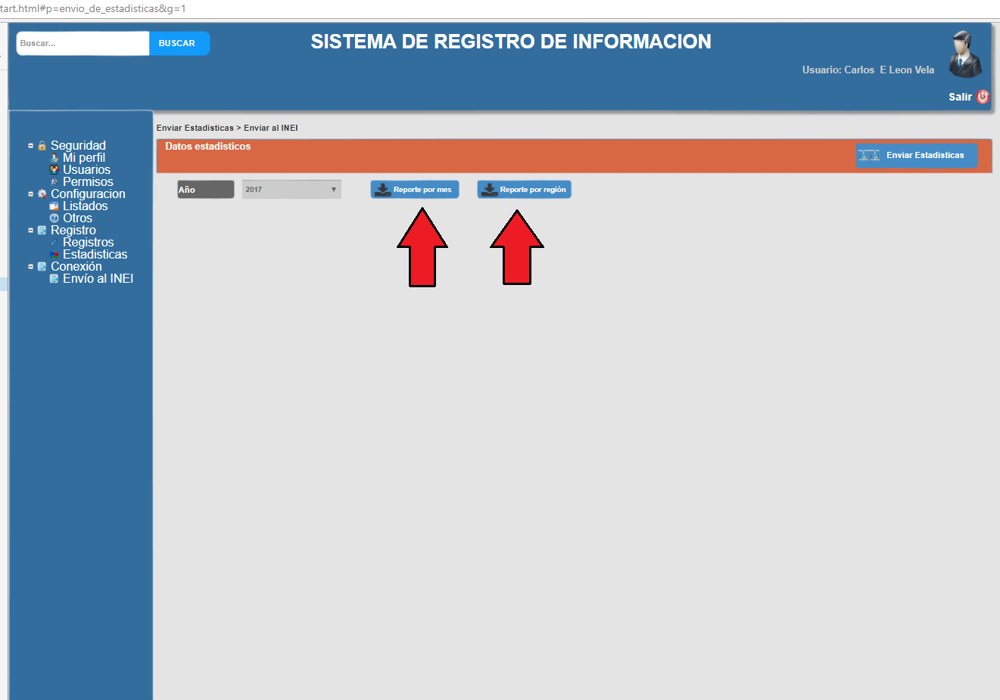 tart.html#p=envio_de_estadisticas&g=1
Buscar...
BUSCAR
SISTEMA DE REGISTRO DE INFORMACION
Usuario: Carlos E Leon Vela
Salir
Seguridad
Mi perfil
Usuarios
Permisos
Configuracion
Listados
Otros
Registro
Registros
Estadisticas
Conexión
Envío al INEI
Enviar Estadisticas > Enviar al INEI
Datos estadisticos
Enviar Estadisticas
Año
2017
Reporte por mes
Reporte por región